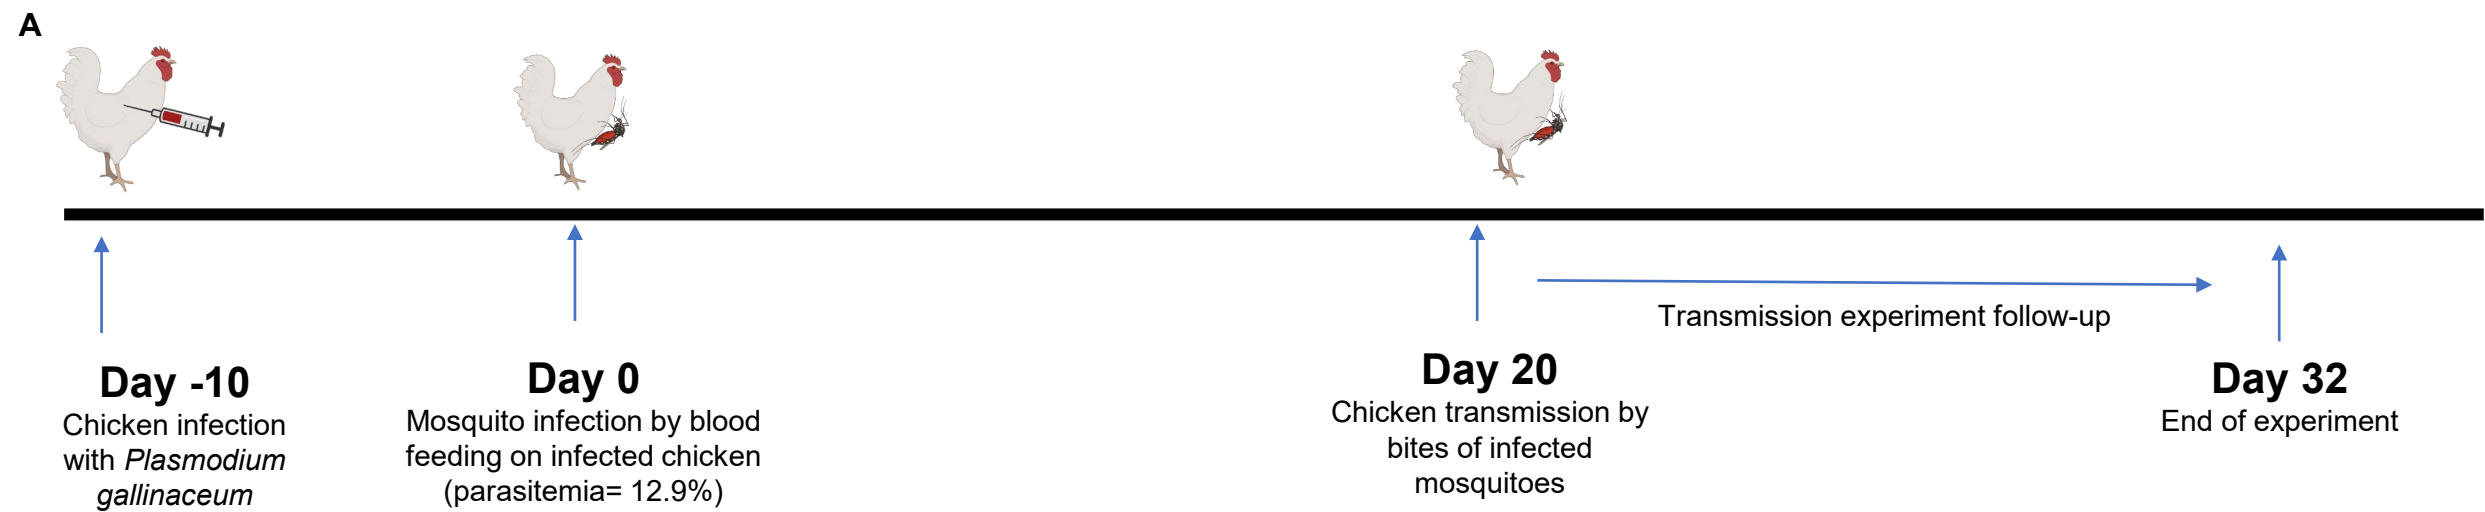 A
Day -10
Chicken infection
with Plasmodium
gallinaceum
Day 0
Mosquito infection by blood
feeding on infected chicken
(parasitemia= 12.9%)
Day 20
Chicken transmission by
bites of infected
mosquitoes
Transmission experiment follow-up
Day 32
End of experiment